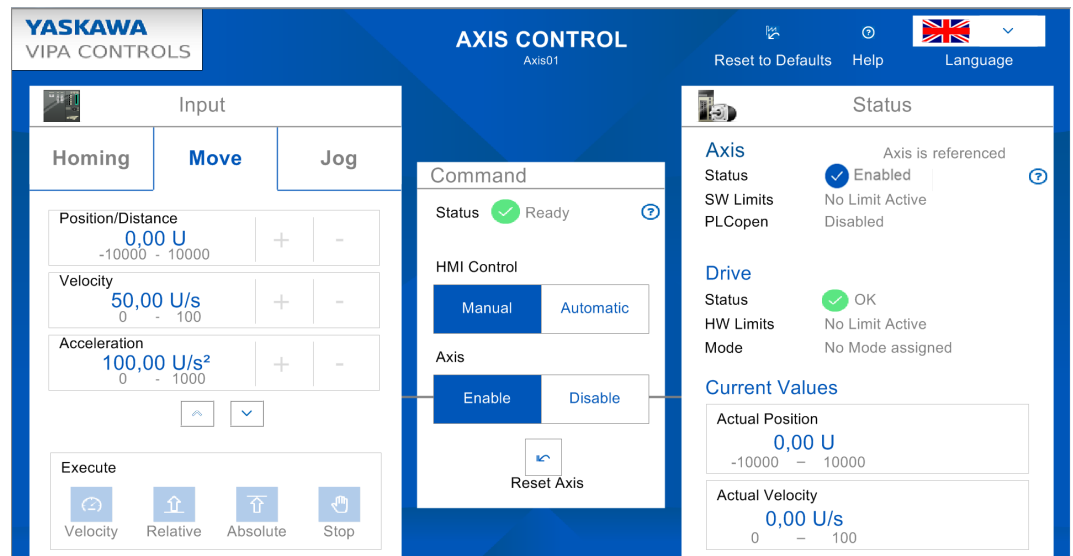 YASKAWA
VIPA CONTROLS
AXIS CONTROL
Axis01
Reset to Defaults
Help
Language
Input
Homing
Move
Jog
Position/Distance
0,00 U
-10000 - 10000
+ -
Velocity
50,00 U/s
0 - 100
+ -
Acceleration
100,00 U/s²
0 - 1000
+ -
Execute
Velocity
Relative
Absolute
Stop
Command
Status Ready ?
HMI Control
Manual
Automatic
Axis
Enable
Disable
Reset Axis
Status
Axis
Axis is referenced
Status Enabled ?
SW Limits No Limit Active
PLCopen Disabled
Drive
Status OK
HW Limits No Limit Active
Mode No Mode assigned
Current Values
Actual Position
0,00 U
-10000 – 10000
Actual Velocity
0,00 U/s
0 – 100